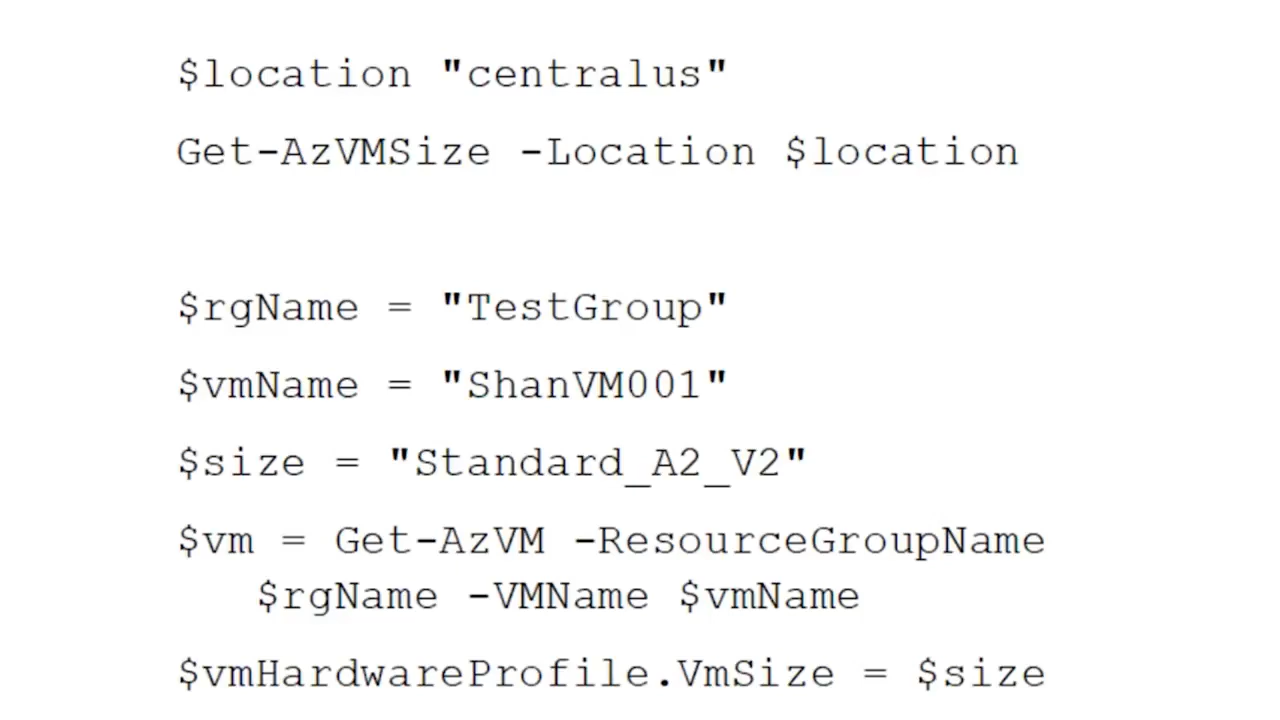 $location "centralus"
Get-AzVMSize -Location $location
$rgName = "TestGroup"
$vmName = "ShanVM001"
$size = "Standard_A2_V2"
$vm = Get-AzVM -ResourceGroupName
$rgName -VMName $vmName
$vmHardwareProfile.VmSize = $size